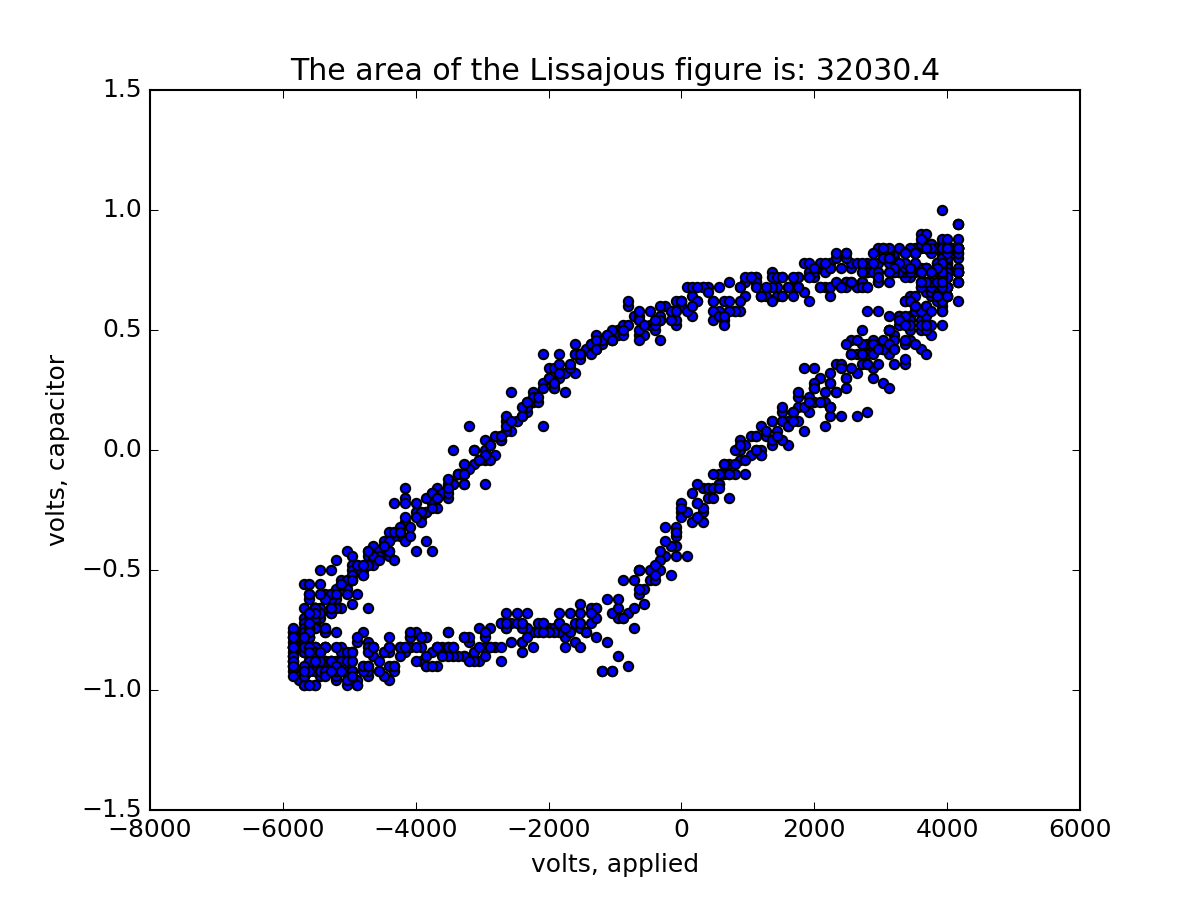 The area of the Lissajous figure is: 32030.4
1.5
1.0
0.5
0.0
−0.5
−1.0
−1.5
volts, capacitor
−8000 −6000 −4000 −2000 0 2000 4000 6000
volts, applied